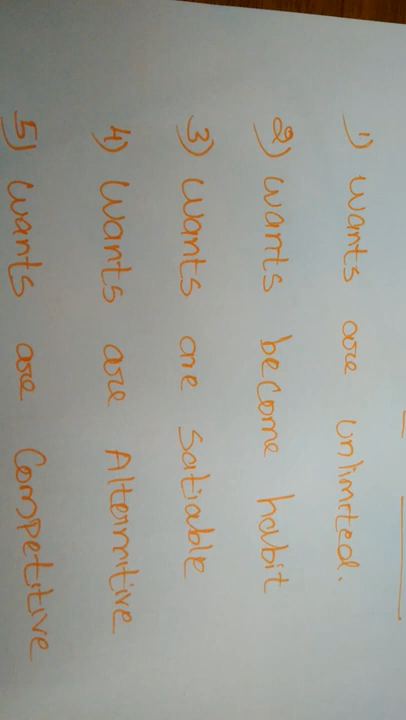 1) wants are unlimited.
2) wants become habit
3) wants are satiable
4) wants are Alternitive
5) wants are Competitive